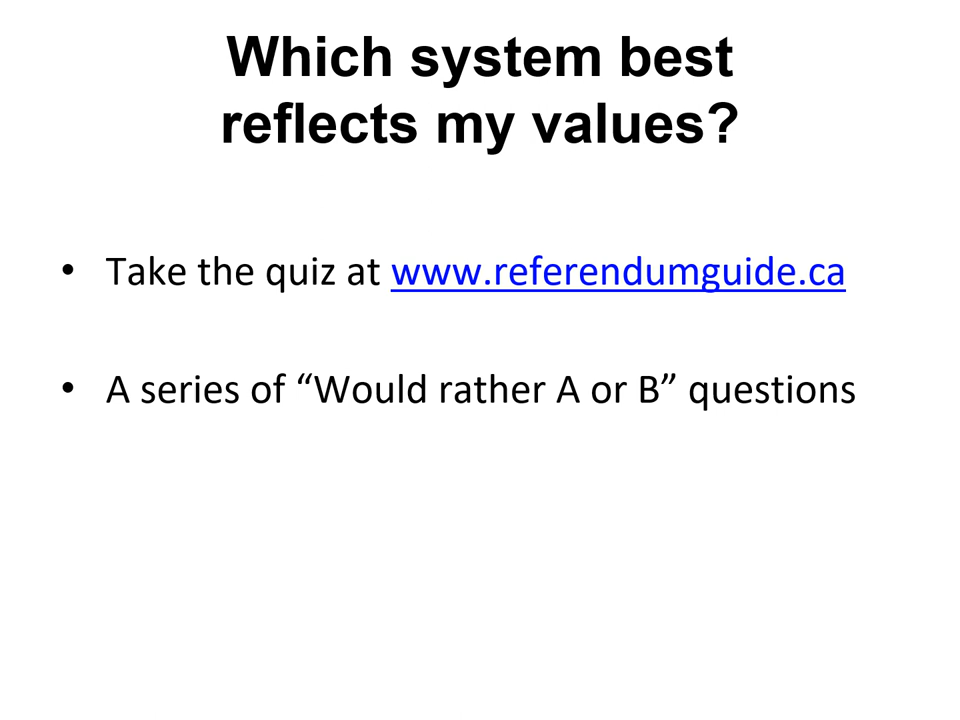 Which system best
reflects my values?
• Take the quiz at www.referendumguide.ca
• A series of “Would rather A or B” questions